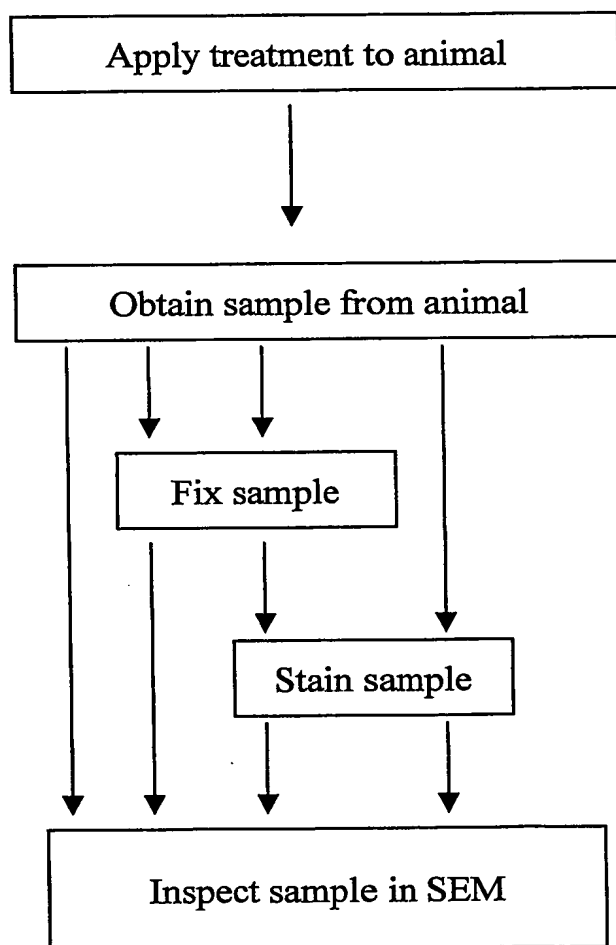 Apply treatment to animal
Obtain sample from animal
Fix sample
Stain sample
Inspect sample in SEM